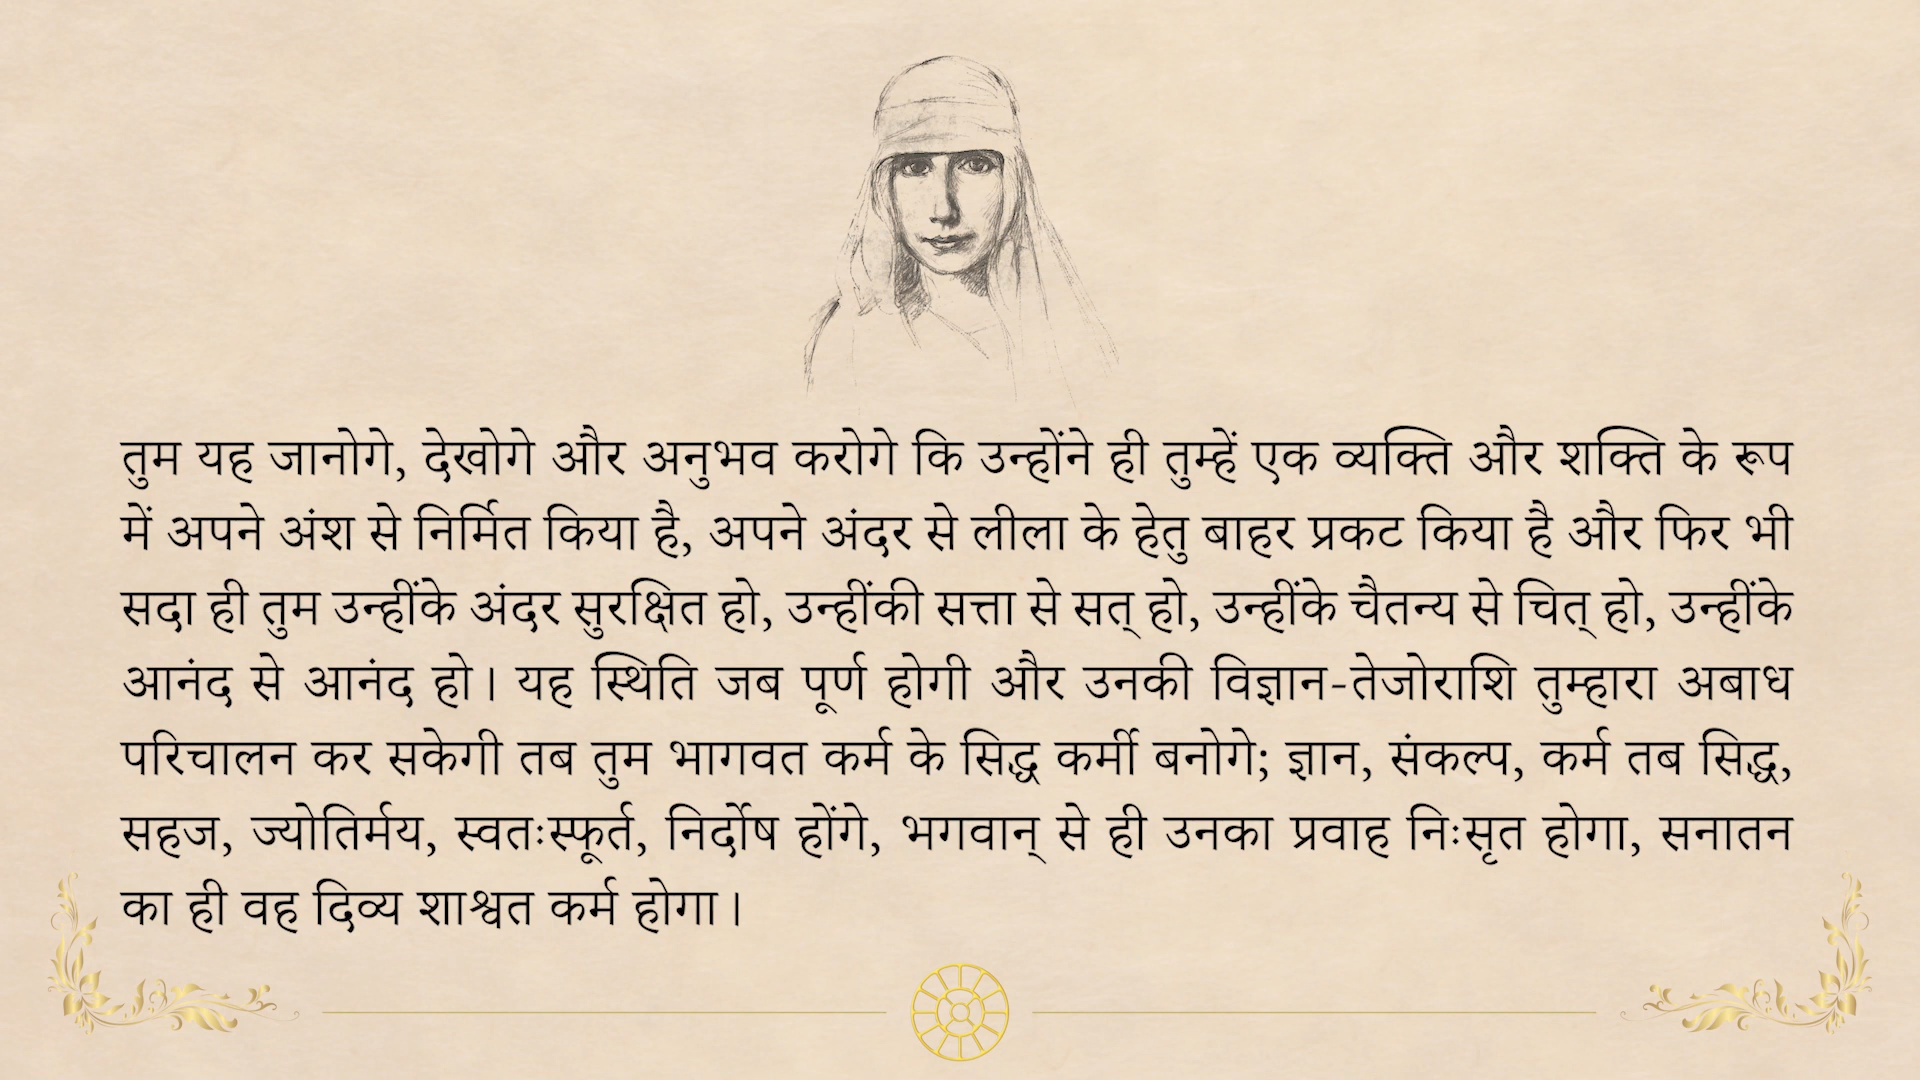 तुम यह जानोगे, देखोगे और अनुभव करोगे कि उन्होंने ही तुम्हें एक व्यक्ति और शक्ति के रूप
में अपने अंश से निर्मित किया है, अपने अंदर से लीला के हेतु बाहर प्रकट किया है और फिर भी
सदा ही तुम उन्हींके अंदर सुरक्षित हो, उन्हींकी सत्ता से सत् हो, उन्हींके चैतन्य से चित् हो, उन्हींके
आनंद से आनंद हो। यह स्थिति जब पूर्ण होगी और उनकी विज्ञान-तेजोराशि तुम्हारा अबाध
परिचालन कर सकेगी तब तुम भागवत कर्म के सिद्ध कर्मी बनोगे; ज्ञान, संकल्प, कर्म तब सिद्ध,
सहज, ज्योतिर्मय, स्वतःस्फूर्त, निर्दोष होंगे, भगवान् से ही उनका प्रवाह निःसृत होगा, सनातन
का ही वह दिव्य शाश्वत कर्म होगा।